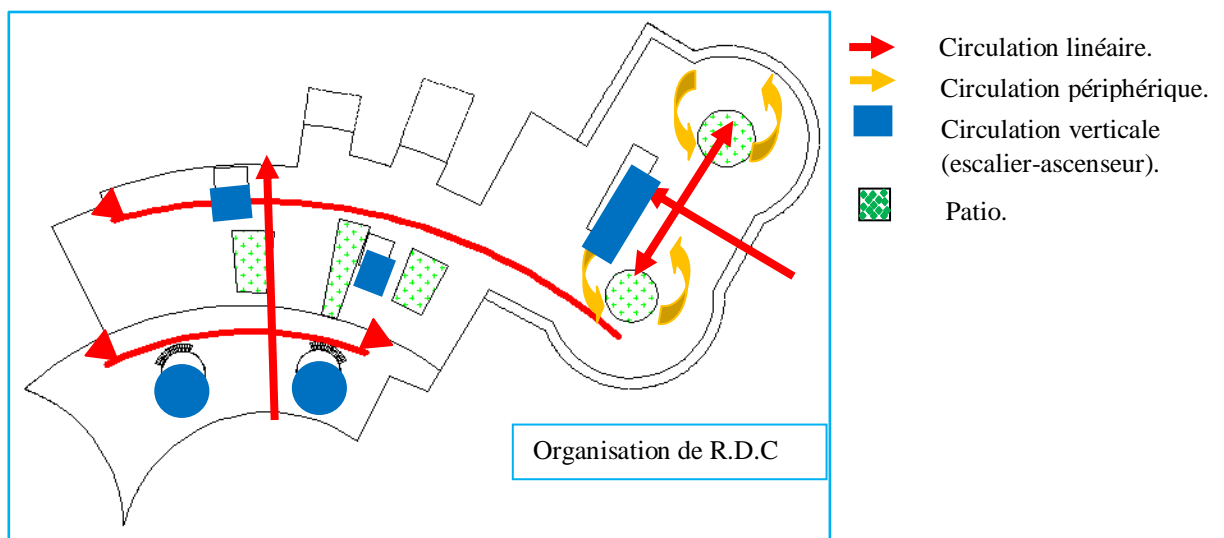 Circulation linéaire.
Circulation périphérique.
Circulation verticale
(escalier-ascenseur).
Patio.
Organisation de R.D.C